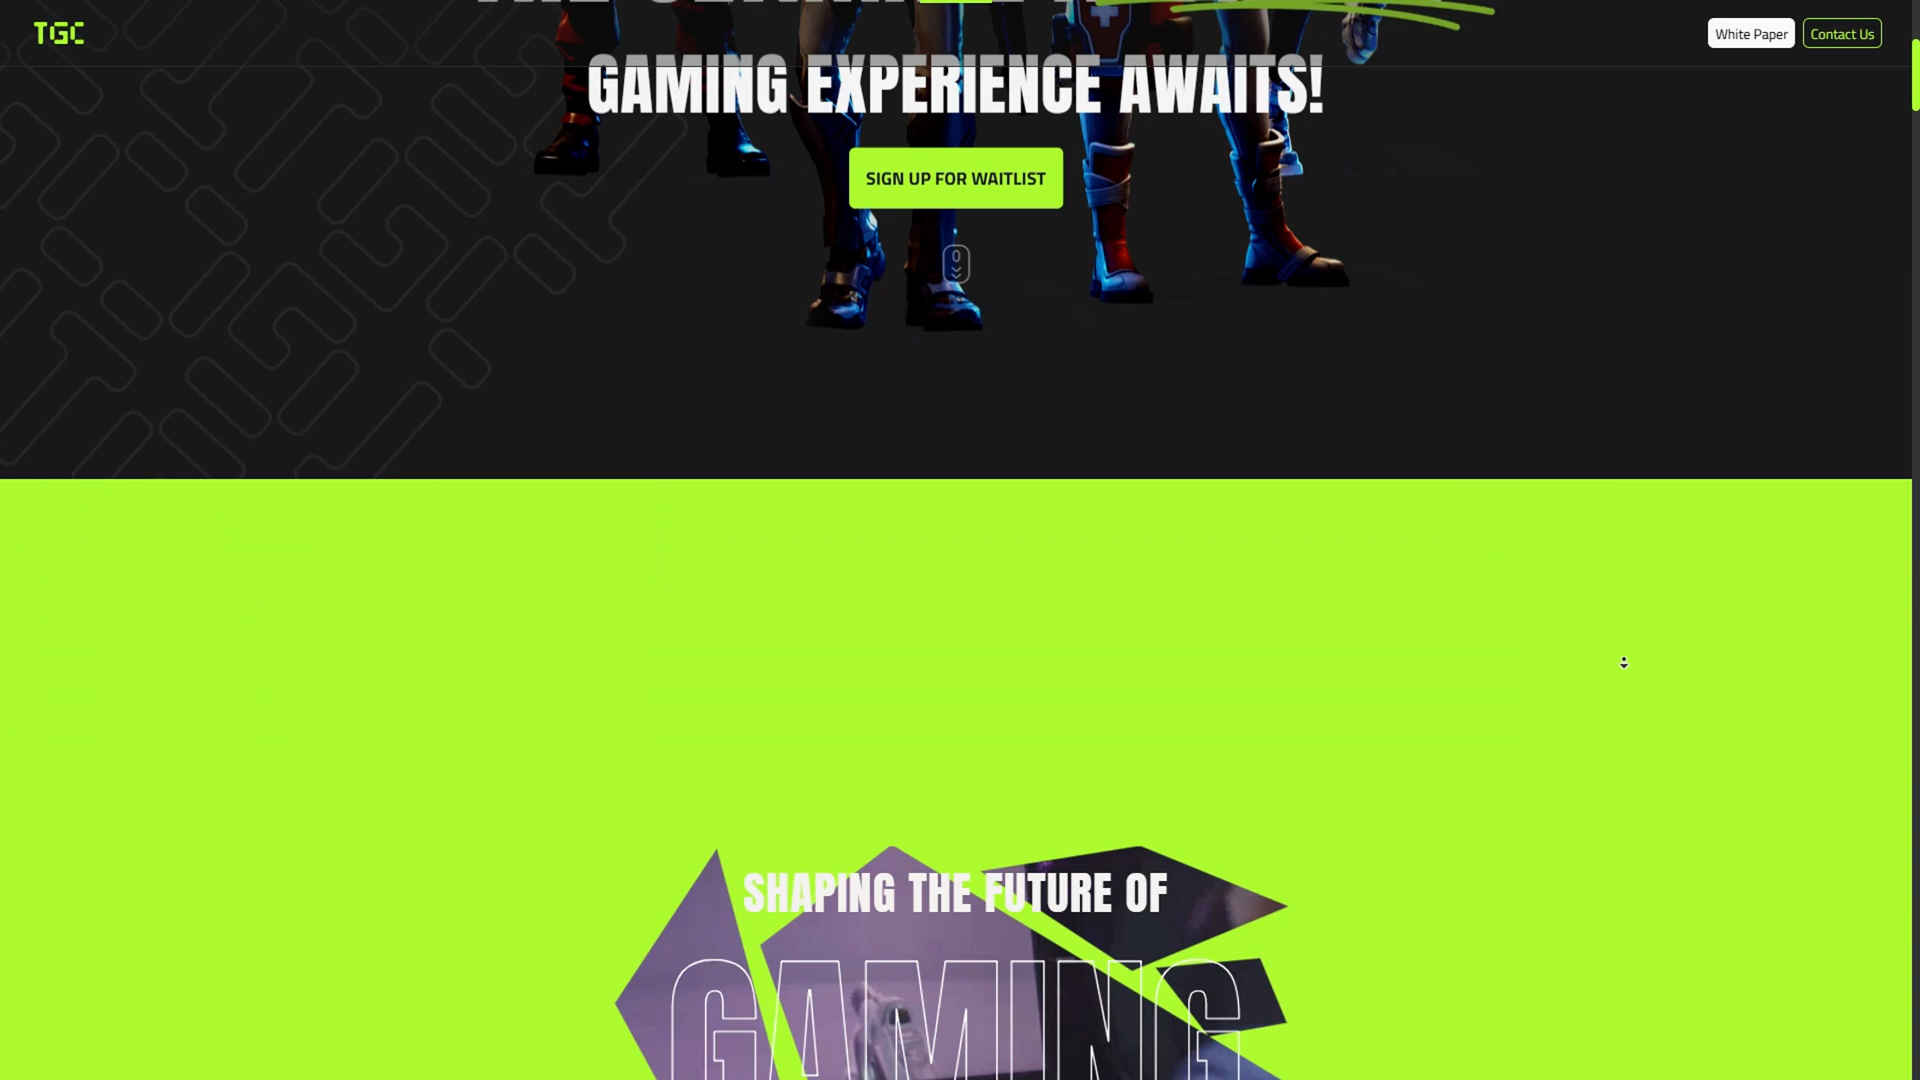 TGC
White Paper
Contact Us
GAMING EXPERIENCE AWAITS!
SIGN UP FOR WAITLIST
SHAPING THE FUTURE OF
GAMING